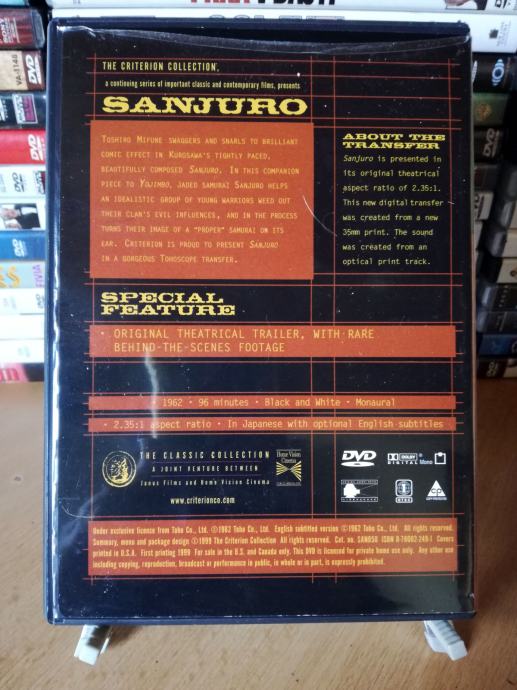 THE CRITERION COLLECTION,
a continuing series of important classic and contemporary films, presents
SANJURO
TOSHIRO MIFUNE SWAGGERS AND SNARLS TO BRILLIANT
COMIC EFFECT IN KUROSAWA'S TIGHTLY PACED,
BEAUTIFULLY COMPOSED SANJURO. IN THIS COMPANION
PIECE TO YOJIMBO, JADED SAMURAI SANJURO HELPS
AN IDEALISTIC GROUP OF YOUNG WARRIORS WEED OUT
THEIR CLAN'S EVIL INFLUENCES, AND IN THE PROCESS
TURNS THEIR IMAGE OF A "PROPER" SAMURAI ON ITS
EAR. CRITERION IS PROUD TO PRESENT SANJURO
IN A GORGEOUS TOHOSCOPE TRANSFER.
ABOUT THE
TRANSFER
Sanjuro is presented in
its original theatrical
aspect ratio of 2.35:1.
This new digital transfer
was created from a new
35mm print. The sound
was created from an
optical print track.
SPECIAL
FEATURE
· ORIGINAL THEATRICAL TRAILER, WITH RARE
BEHIND-THE-SCENES FOOTAGE
· 1962 · 96 minutes · Black and White · Monaural
· 2.35:1 aspect ratio · In Japanese with optional English subtitles
THE CLASSIC COLLECTION
A JOINT VENTURE BETWEEN
Janus Films and Home Vision Cinema
www.criterionco.com
Home Vision
Cinema
DVD
VIDEO
DOLBY
DIGITAL Mono
Under exclusive license from Toho Co., Ltd. ©1962 Toho Co., Ltd. English subtitled version ©1962 Toho Co., Ltd. All rights reserved.
Summary, menu and package design ©1999 The Criterion Collection All rights reserved. Cat. no. SAN050 ISBN 0-78002-249-1 Covers
printed in U.S.A. First printing 1999 For sale in the U.S. and Canada only. This DVD is licensed for private home use only. Any other use
including copying, reproduction, broadcast or performance in public, in whole or in part, is expressly prohibited.
VA-1148
DVD